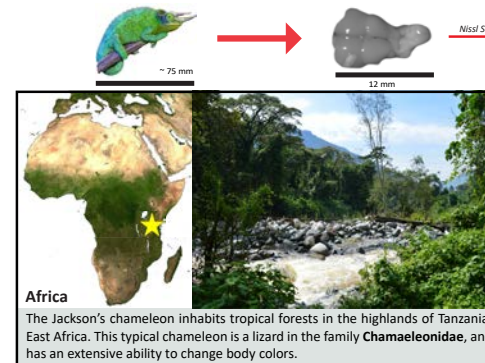 Nissl S
~ 75 mm
12 mm
Africa
The Jackson's chameleon inhabits tropical forests in the highlands of Tanzania
East Africa. This typical chameleon is a lizard in the family Chamaeleonidae, an
has an extensive ability to change body colors.